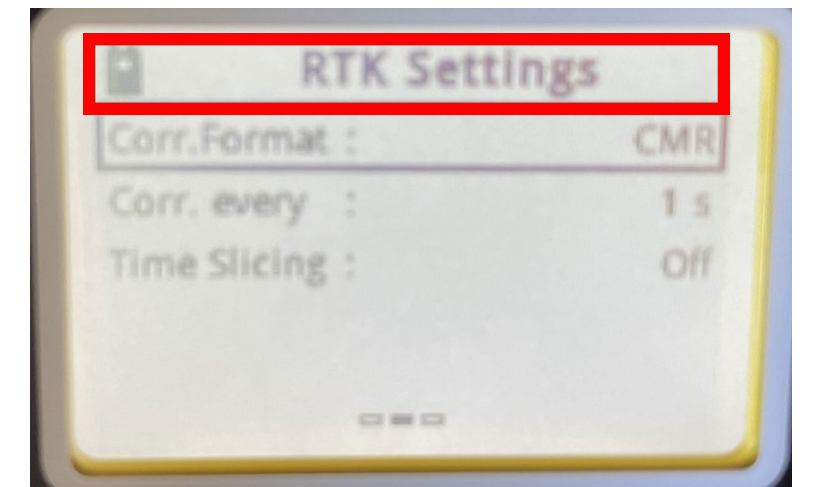 RTK Settings
Corr.Format : CMR
Corr. every : 1 s
Time Slicing : Off